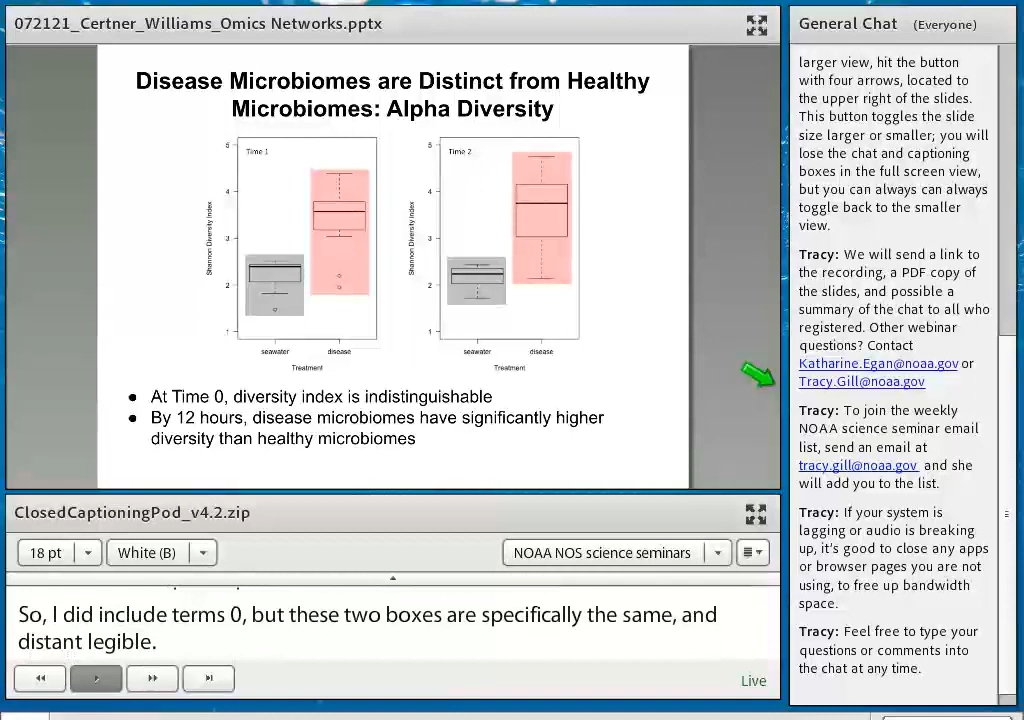 072121_Certner_Williams_Omics Networks.pptx
Disease Microbiomes are Distinct from Healthy
Microbiomes: Alpha Diversity
Time 1
5
4
3
2
1
Shannon Diversity Index
seawater
disease
Treatment
Time 2
5
4
3
2
1
Shannon Diversity Index
seawater
disease
Treatment
● At Time 0, diversity index is indistinguishable
● By 12 hours, disease microbiomes have significantly higher
diversity than healthy microbiomes
ClosedCaptioningPod_v4.2.zip
18 pt
White (B)
NOAA NOS science seminars
So, I did include terms 0, but these two boxes are specifically the same, and
distant legible.
Live
General Chat (Everyone)
larger view, hit the button
with four arrows, located to
the upper right of the slides.
This button toggles the slide
size larger or smaller; you will
lose the chat and captioning
boxes in the full screen view,
but you can always can always
toggle back to the smaller
view.
Tracy: We will send a link to
the recording, a PDF copy of
the slides, and possible a
summary of the chat to all who
registered. Other webinar
questions? Contact
Katharine.Egan@noaa.gov or
Tracy.Gill@noaa.gov
Tracy: To join the weekly
NOAA science seminar email
list, send an email at
tracy.gill@noaa.gov and she
will add you to the list.
Tracy: If your system is
lagging or audio is breaking
up, it's good to close any apps
or browser pages you are not
using, to free up bandwidth
space.
Tracy: Feel free to type your
questions or comments into
the chat at any time.